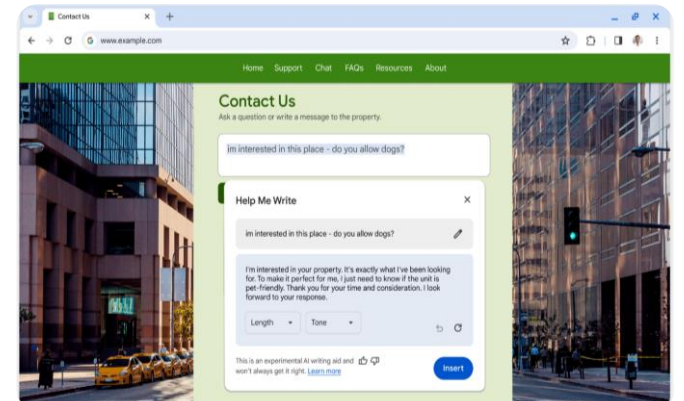 Contact Us
www.example.com
Home Support Chat FAQs Resources About
Contact Us
Ask a question or write a message to the property.
im interested in this place - do you allow dogs?
Help Me Write
im interested in this place - do you allow dogs?
I'm interested in your property. It's exactly what I've been looking
for. To make it perfect for me, I just need to know if the unit is
pet-friendly. Thank you for your time and consideration. I look
forward to your response.
Length Tone
This is an experimental AI writing aid and
won't always get it right. Learn more
Insert